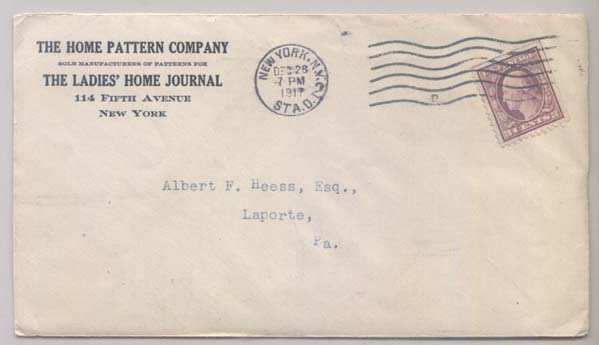 THE HOME PATTERN COMPANY
SOLE MANUFACTURERS OF PATTERNS FOR
THE LADIES' HOME JOURNAL
114 FIFTH AVENUE
NEW YORK
NEW YORK, N.Y.
DEC 28
7 PM
1917
STA. O.
D
CENTS
Albert F. Heess, Esq.,
Laporte,
Pa.